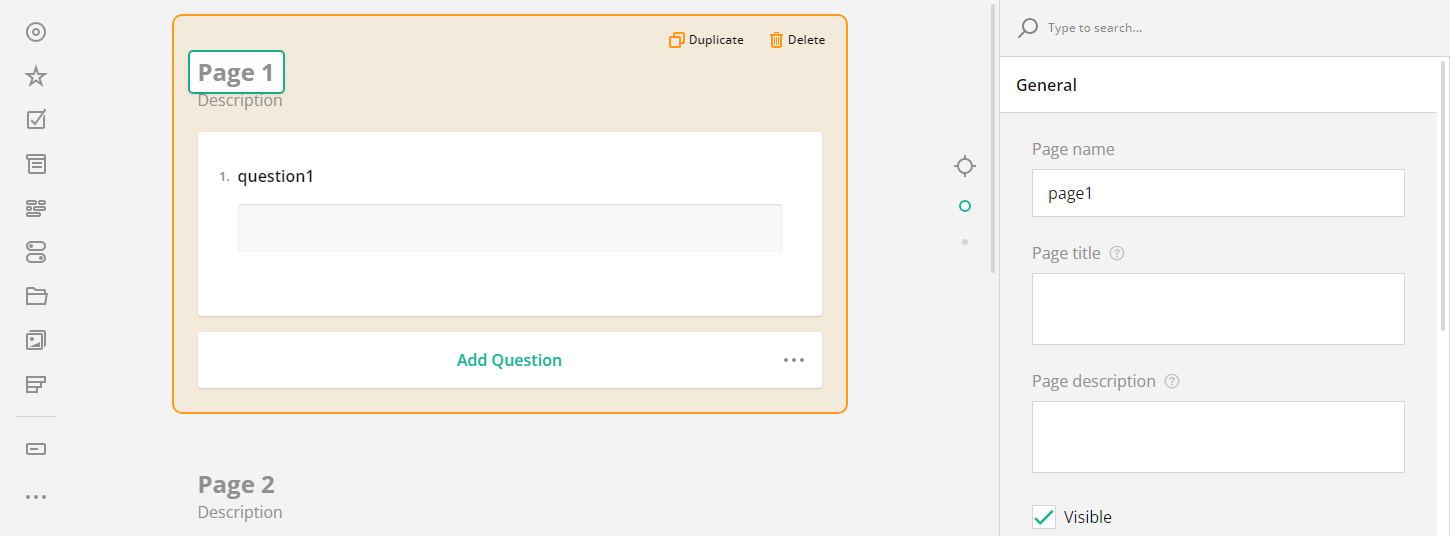 Duplicate
Delete
Page 1
Description
1. question1
Add Question
Page 2
Description
Type to search...
General
Page name
page1
Page title
Page description
Visible